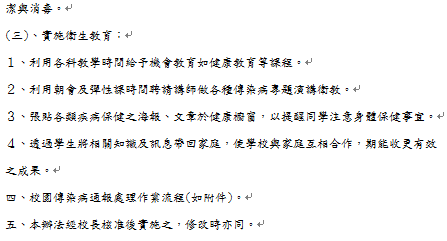 潔與消毒。
(三)、實施衛生教育：
１、利用各科教學時間給予機會教育如健康教育等課程。
２、利用朝會及彈性課時間聘請講師做各種傳染病專題演講衛教。
３、張貼各類疾病保健之海報、文章於健康櫥窗，以提醒同學注意身體保健事宜。
４、透過學生將相關知識及訊息帶回家庭，使學校與家庭互相合作，期能收更有效
之成果。
四、校園傳染病通報處理作業流程(如附件)。
五、本辦法經校長核准後實施之，修改時亦同。